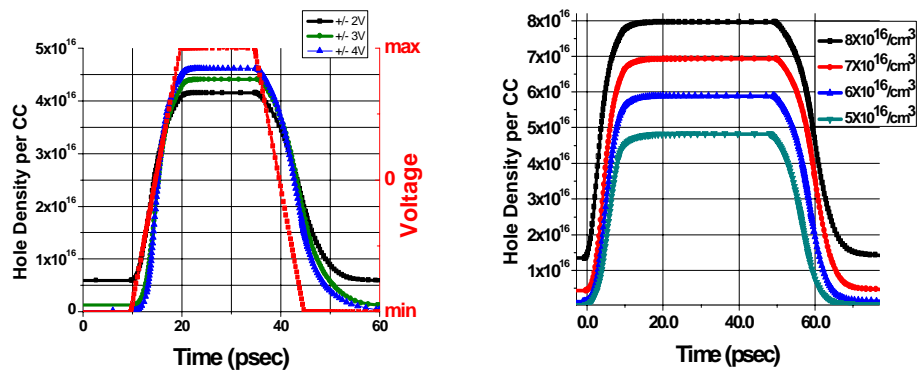 +/- 2V
+/- 3V
+/- 4V
5x10^16
4x10^16
3x10^16
2x10^16
1x10^16
0
Hole Density per CC
0
20
40
60
Time (psec)
max
0
min
Voltage
8x10^16
7x10^16
6x10^16
5x10^16
4x10^16
3x10^16
2x10^16
1x10^16
Hole Density per CC
0.0
20.0
40.0
60.0
Time (psec)
8X10^16/cm^3
7X10^16/cm^3
6X10^16/cm^3
5X10^16/cm^3